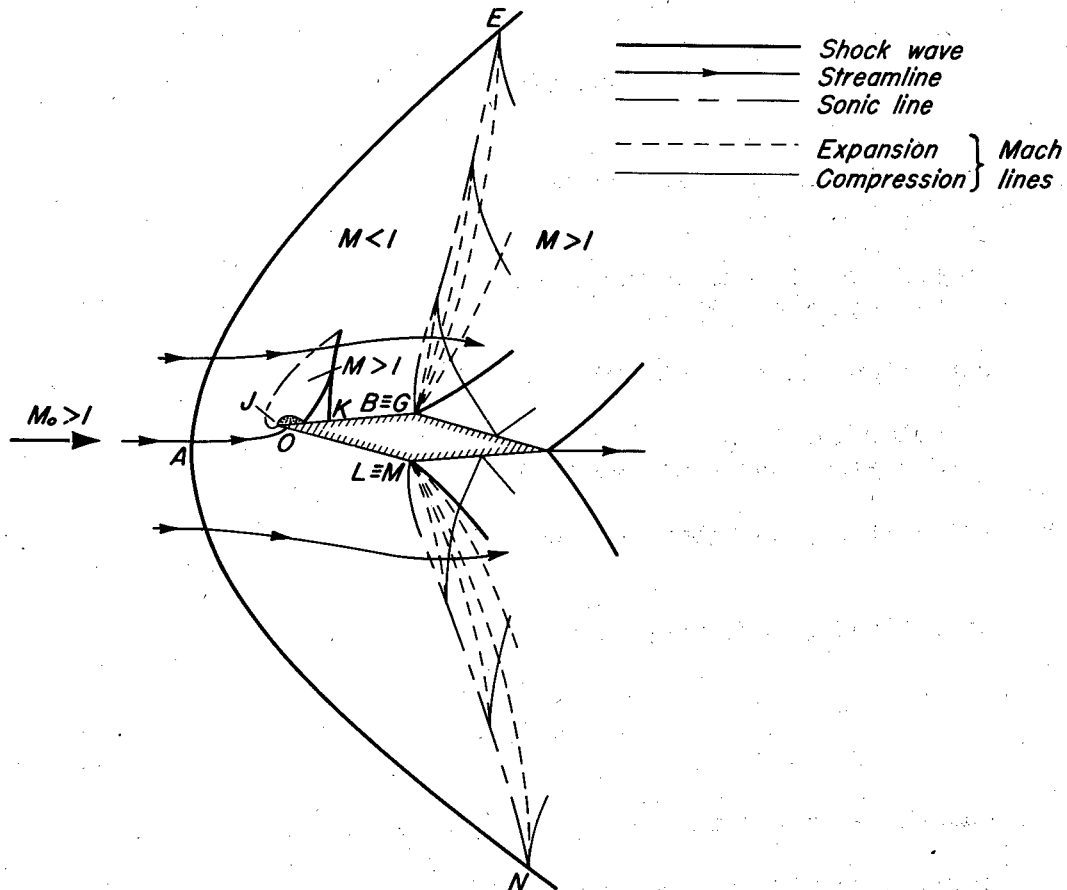 E
Shock wave
Streamline
Sonic line
Expansion
Compression
} Mach lines
M<1
M>1
M>1
J
K
B≡G
M₀>1
O
A
L≡M
N